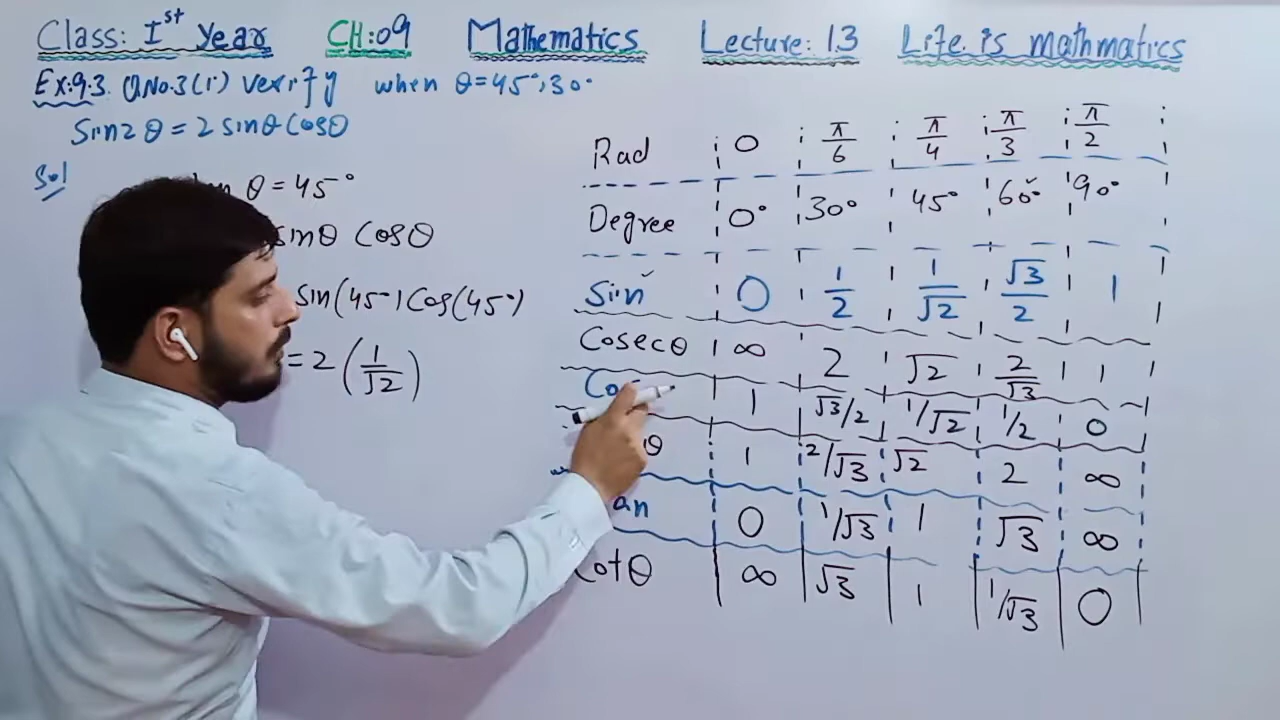 Class: Ist Year CH:09 Mathematics Lecture: 13 Life is mathmatics
Ex:9.3 QNo.3(i) verify when θ=45°,30°
Sin2θ = 2 sinθ Cosθ
Sol
θ = 45°
sinθ Cosθ
Sin(45°) Cos(45°)
= 2 (1/√2)
Rad 0 π/6 π/4 π/3 π/2
Degree 0° 30° 45° 60° 90°
Sin 0 1/2 1/√2 √3/2 1
Cosecθ ∞ 2 √2 2/√3 1
Cos 1 √3/2 1/√2 1/2 0
θ 1 2/√3 √2 2 ∞
an 0 1/√3 1 √3 ∞
Cotθ ∞ √3 1 1/√3 0